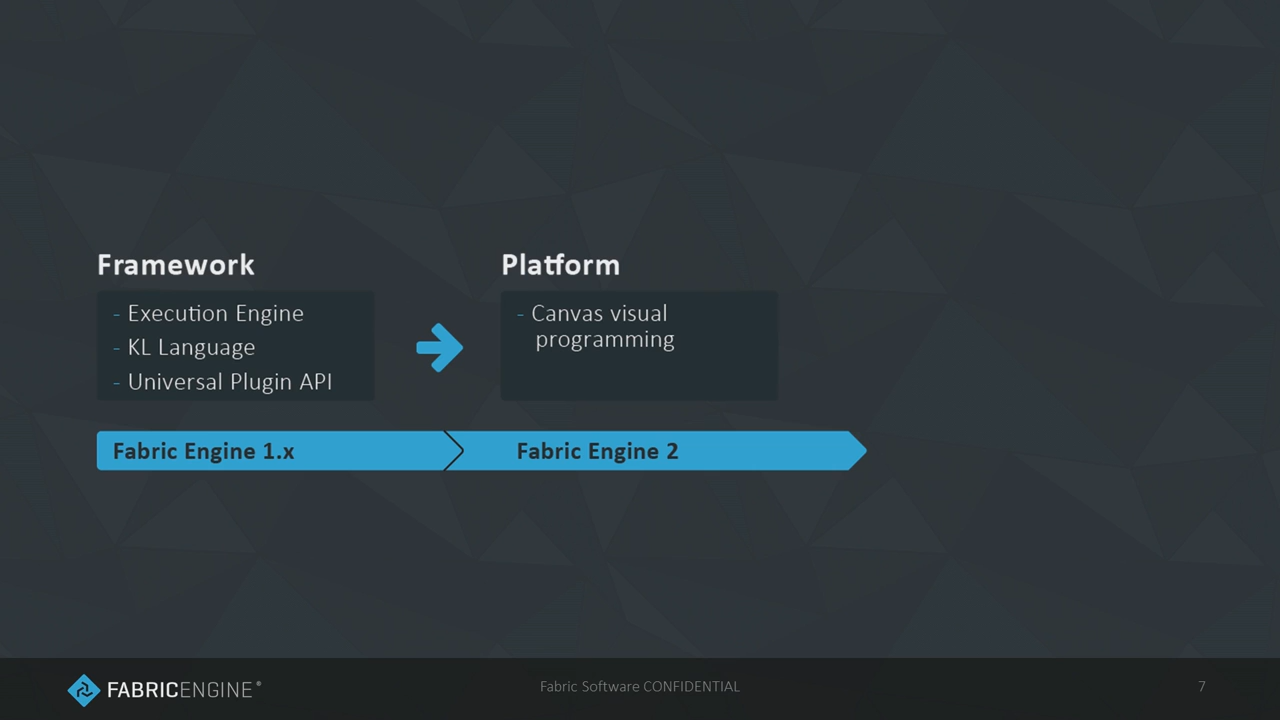 Framework
- Execution Engine
- KL Language
- Universal Plugin API
Platform
- Canvas visual
programming
Fabric Engine 1.x
Fabric Engine 2
FABRICENGINE®
Fabric Software CONFIDENTIAL
7